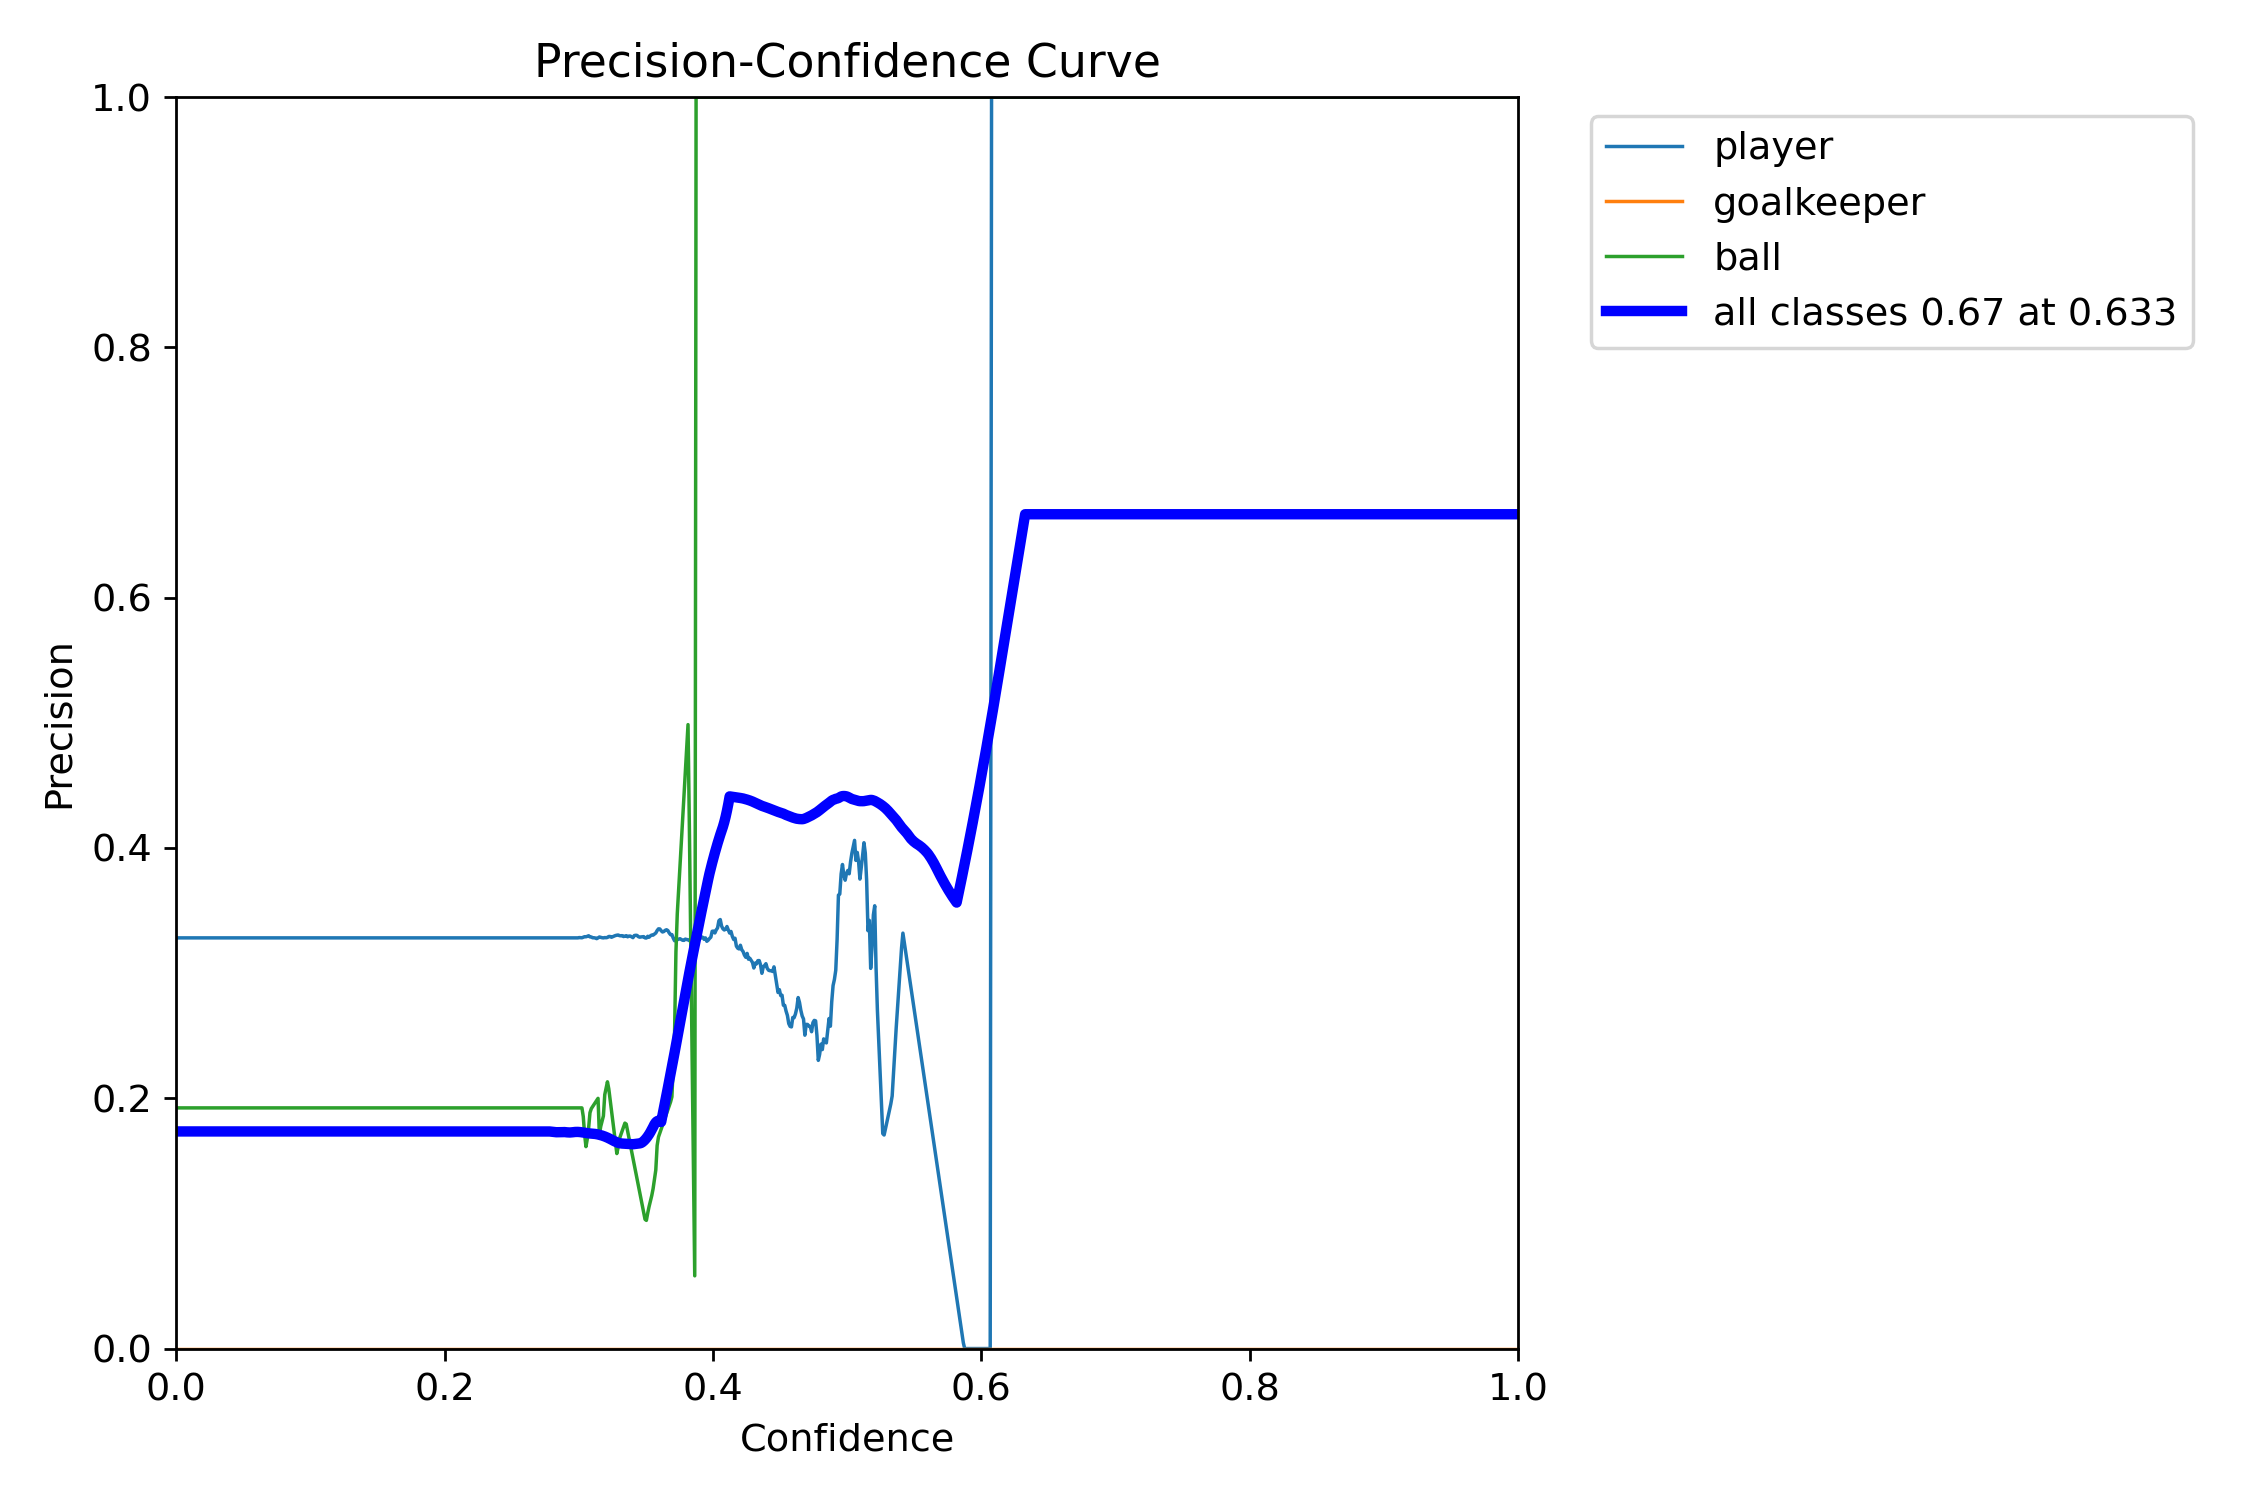 Precision-Confidence Curve
1.0
0.8
0.6
0.4
0.2
0.0
Precision
0.0 0.2 0.4 0.6 0.8 1.0
Confidence
player
goalkeeper
ball
all classes 0.67 at 0.633